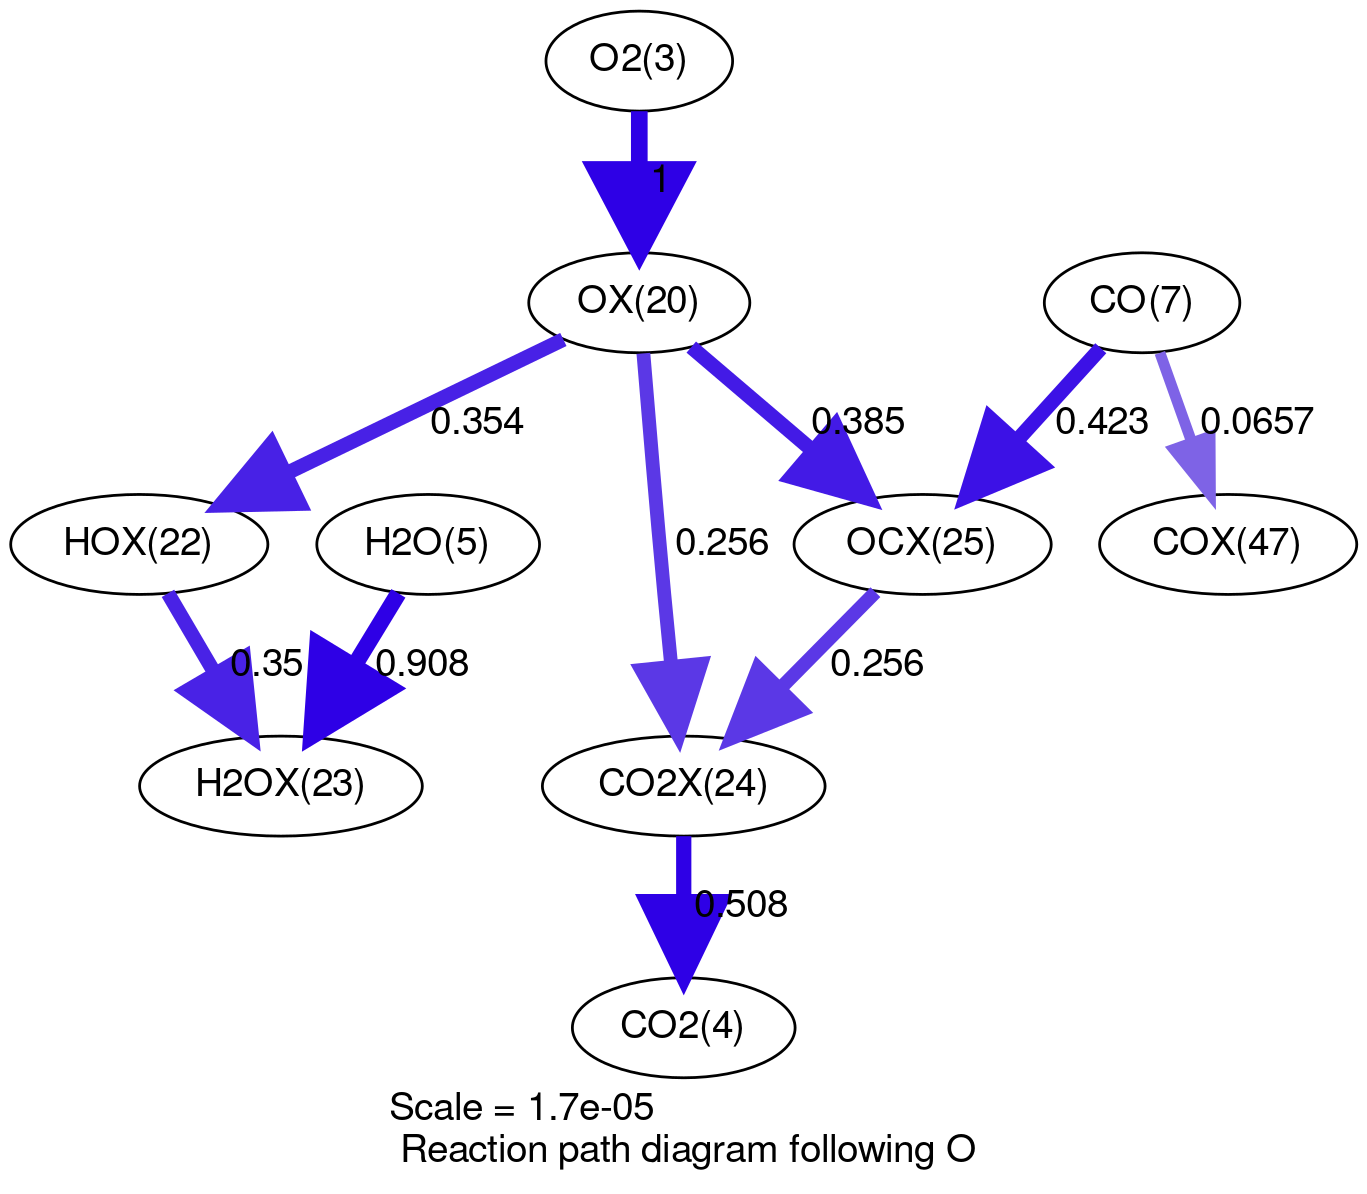 O2(3)
1
OX(20)
CO(7)
0.354
0.385
0.423
0.0657
HOX(22)
H2O(5)
0.256
OCX(25)
COX(47)
0.35
0.908
0.256
H2OX(23)
CO2X(24)
0.508
CO2(4)
Scale = 1.7e-05
Reaction path diagram following O